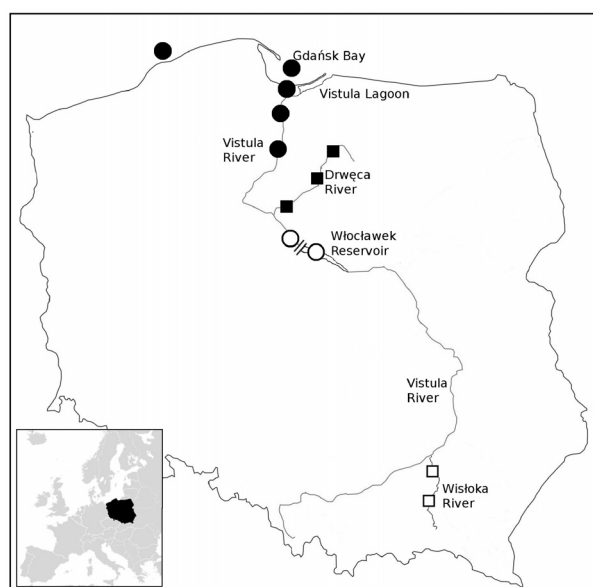 Gdańsk Bay
Vistula Lagoon
Vistula
River
Drwęca
River
Włocławek
Reservoir
Vistula
River
Wisłoka
River